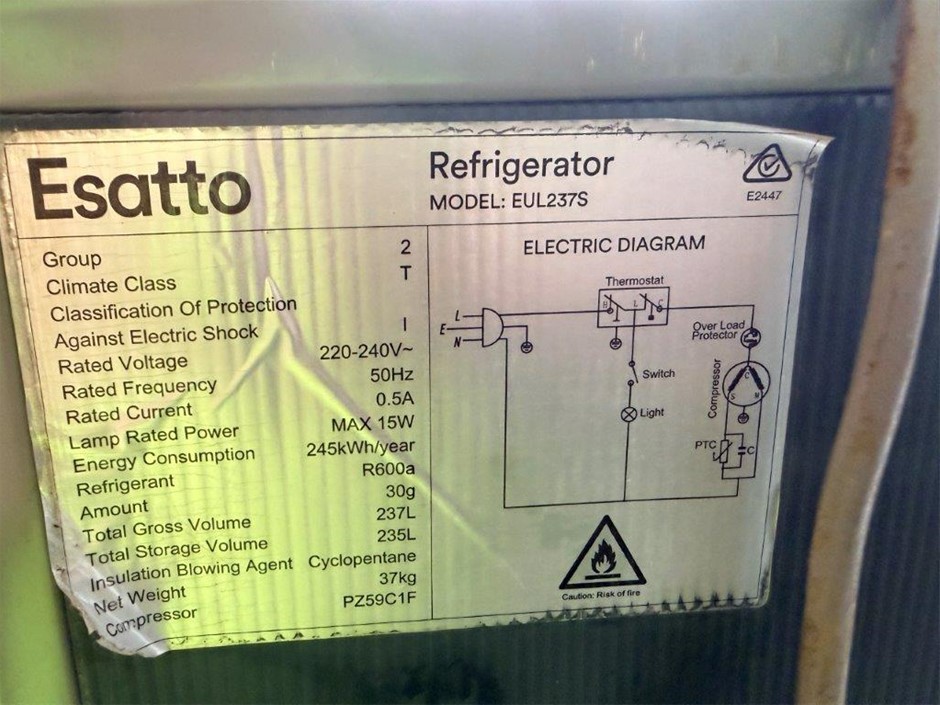 Esatto
Refrigerator
MODEL: EUL237S
E2447
Group 2
Climate Class T
Classification Of Protection
Against Electric Shock I
Rated Voltage 220-240V~
Rated Frequency 50Hz
Rated Current 0.5A
Lamp Rated Power MAX 15W
Energy Consumption 245kWh/year
Refrigerant R600a
Amount 30g
Total Gross Volume 237L
Total Storage Volume 235L
Insulation Blowing Agent Cyclopentane
Net Weight 37kg
Compressor PZ59C1F
ELECTRIC DIAGRAM
Thermostat
B L C
L
E
N
Over Load
Protector
Switch
Light
Compressor
C
S M
PTC
C
Caution: Risk of fire